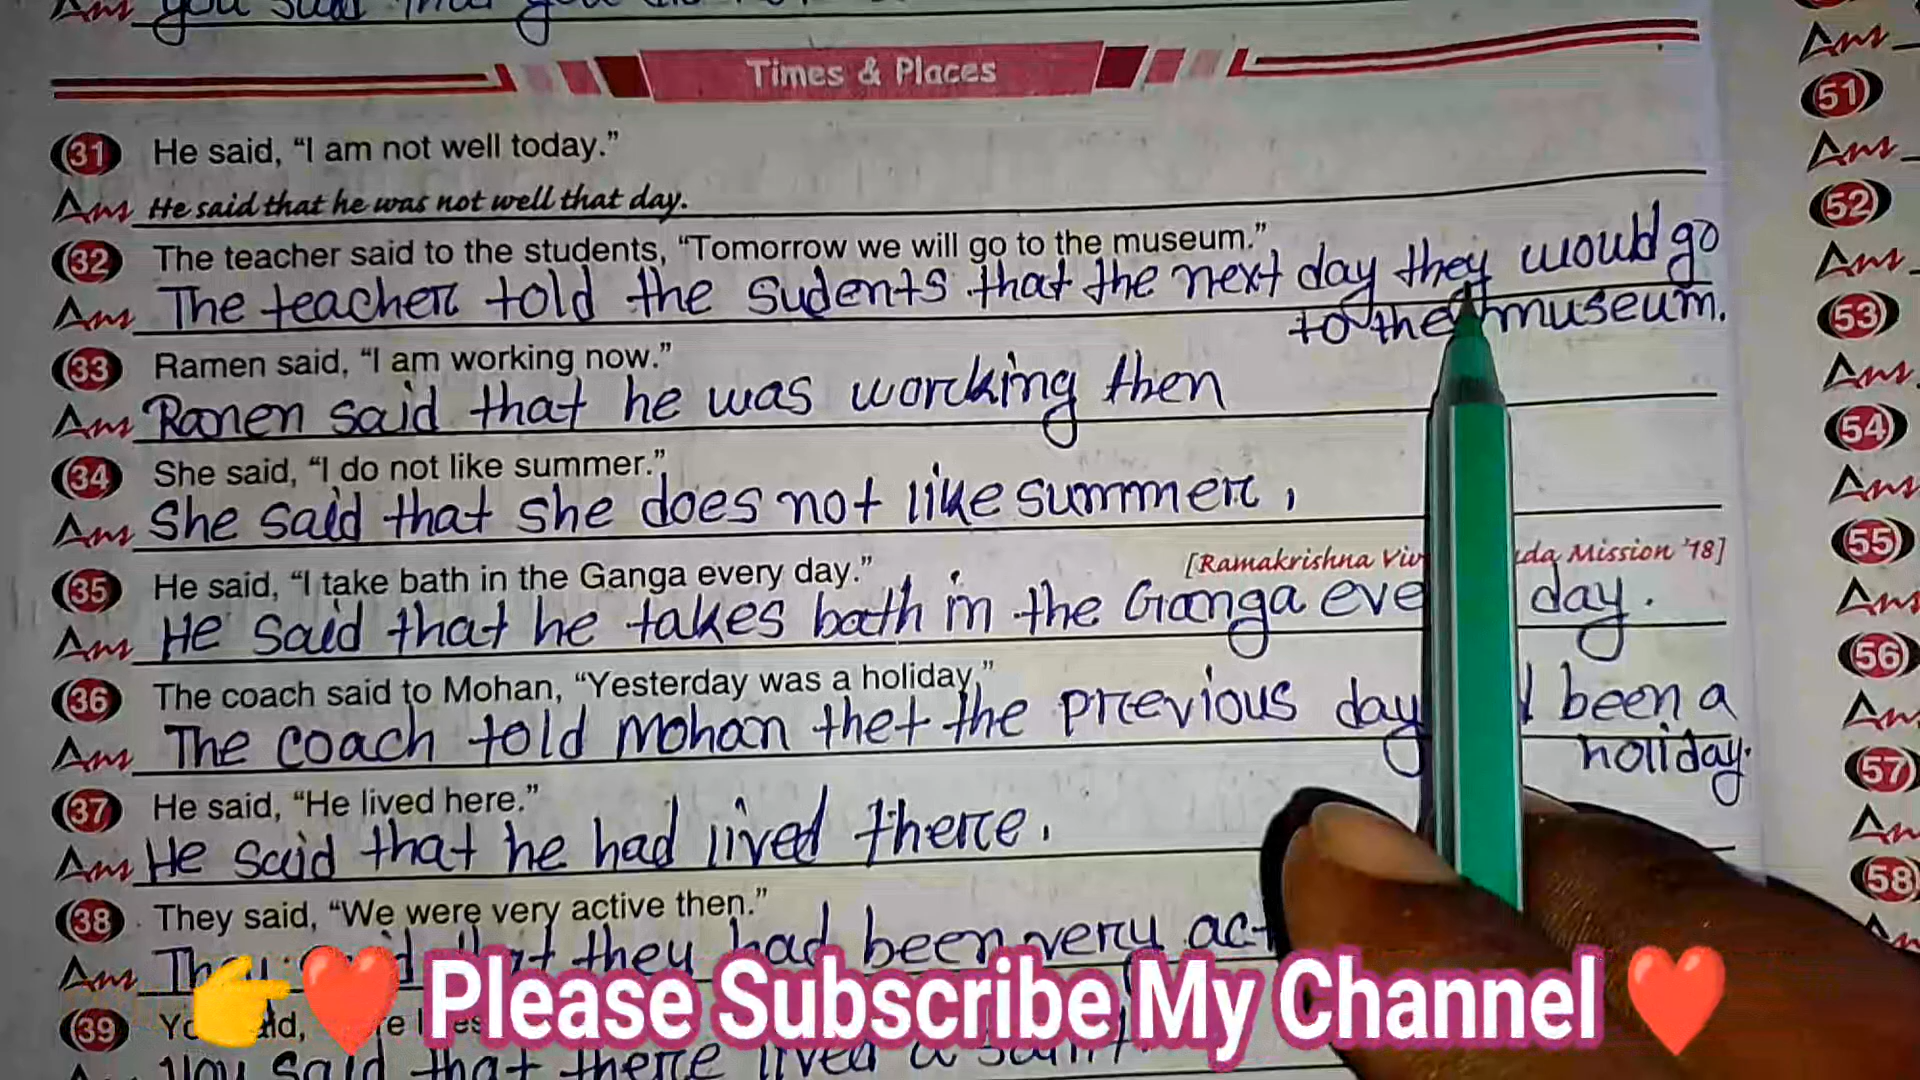 Ans you said that you
Times & Places
31 He said, “I am not well today.”
Ans He said that he was not well that day.
32 The teacher said to the students, “Tomorrow we will go to the museum.”
Ans The teacher told the sudents that the next day they would go
to the museum.
33 Ramen said, “I am working now.”
Ans Ramen said that he was working then
34 She said, “I do not like summer.”
Ans She said that she does not like summer.
[Ramakrishna Mission '18]
35 He said, “I take bath in the Ganga every day.”
Ans He said that he takes bath in the Ganga day.
36 The coach said to Mohan, “Yesterday was a holiday.”
Ans The coach told Mohan thet the previous day been a
holiday.
37 He said, “He lived here.”
Ans He said that he had lived there.
38 They said, “We were very active then.”
Ans they had been very
Please Subscribe My Channel
39
You said that there lived a saint.
Ans
51
Ans
52
Ans
53
Ans
54
Ans
55
Ans
56
Ans
57
Ans
58